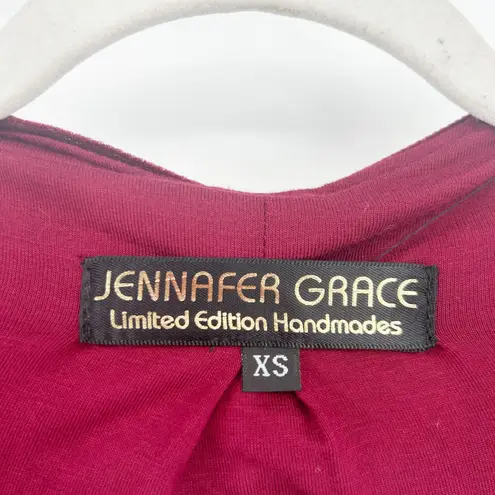 JENNAFER GRACE
Limited Edition Handmades
XS